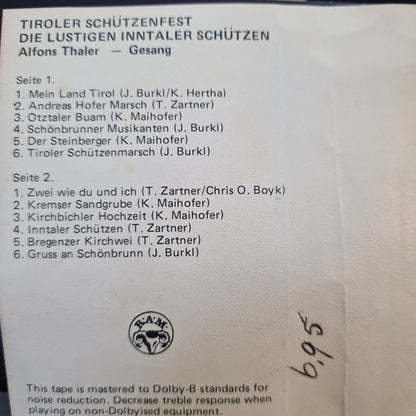 TIROLER SCHÜTZENFEST
DIE LUSTIGEN INNTALER SCHÜTZEN
Alfons Thaler — Gesang
Seite 1.
1. Mein Land Tirol (J. Burkl/K. Hertha)
2. Andreas Hofer Marsch (T. Zartner)
3. Otztaler Buam (K. Maihofer)
4. Schönbrunner Musikanten (J. Burkl)
5. Der Steinberger (K. Maihofer)
6. Tiroler Schützenmarsch (J. Burkl)
Seite 2.
1. Zwei wie du und ich (T. Zartner/Chris O. Boyk)
2. Kremser Sandgrube (K. Maihofer)
3. Kirchbichler Hochzeit (K. Maihofer)
4. Inntaler Schützen (T. Zartner)
5. Bregenzer Kirchwei (T. Zartner)
6. Gruss an Schönbrunn (J. Burkl)
R.A.M.
6,95
This tape is mastered to Dolby-B standards for
noise reduction. Decrease treble response when
playing on non-Dolbyised equipment.